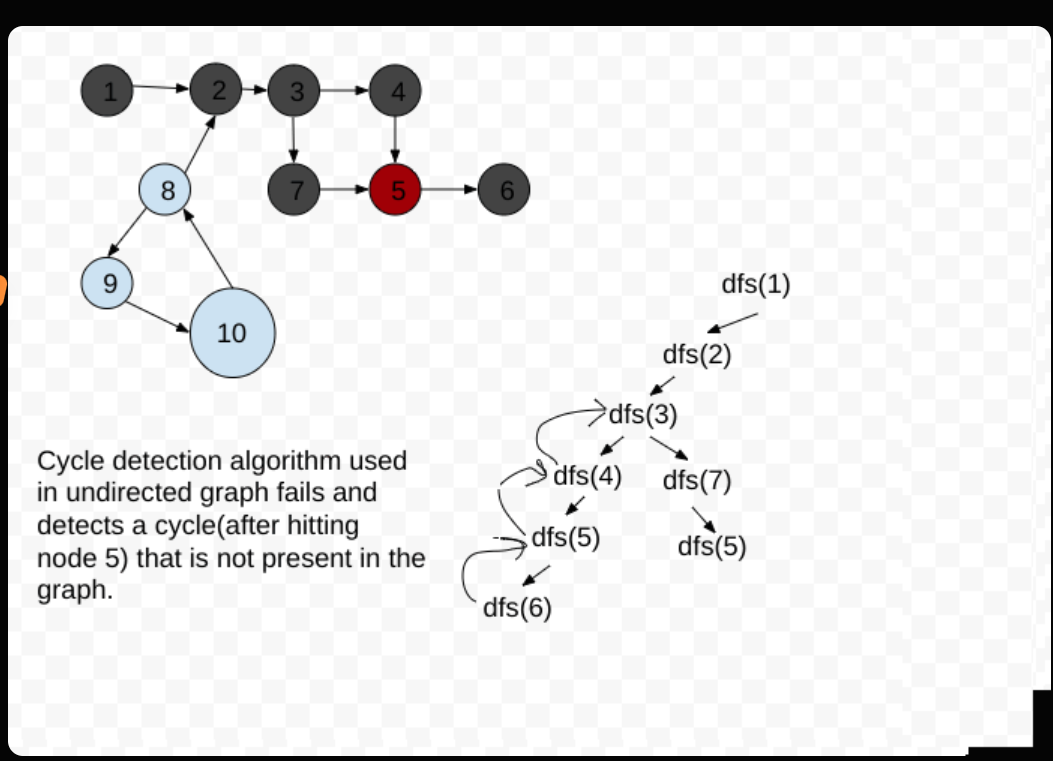 1 2 3 4
8 7 5 6
9
10
dfs(1)
dfs(2)
dfs(3)
dfs(4) dfs(7)
dfs(5) dfs(5)
dfs(6)
Cycle detection algorithm used
in undirected graph fails and
detects a cycle(after hitting
node 5) that is not present in the
graph.